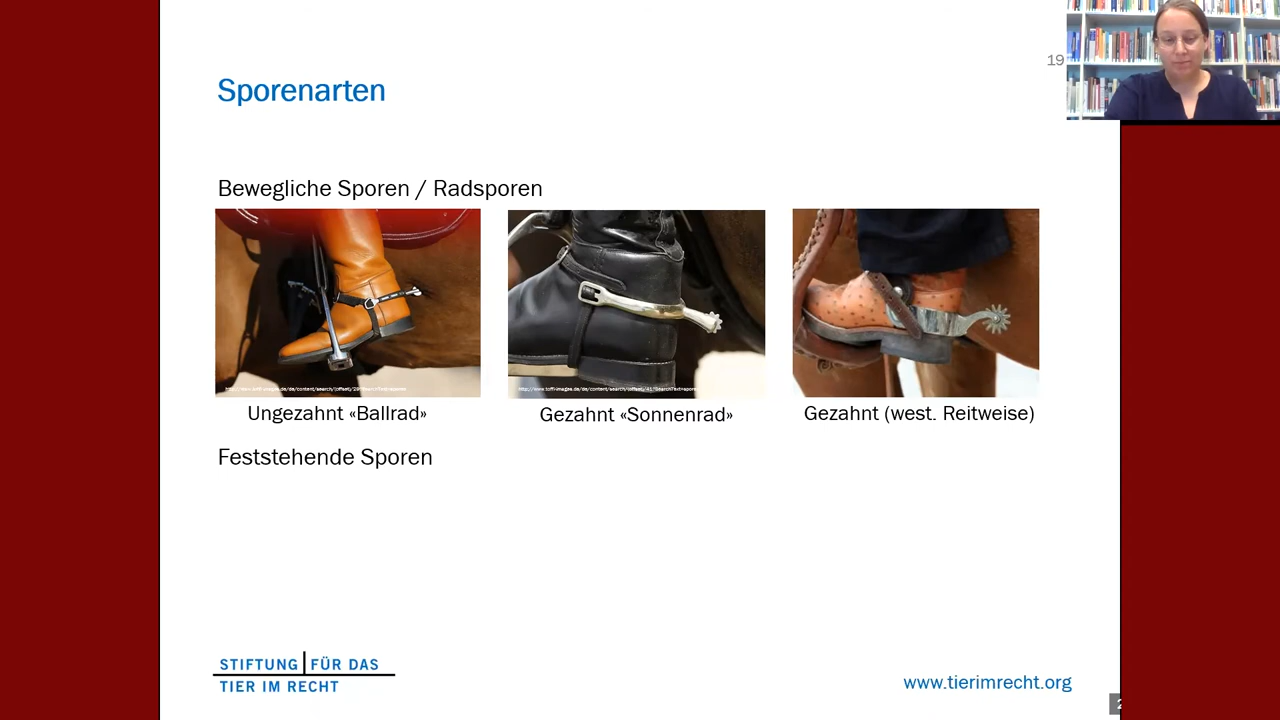 19
Sporenarten
Bewegliche Sporen / Radsporen
Ungezahnt «Ballrad»
Gezahnt «Sonnenrad»
Gezahnt (west. Reitweise)
Feststehende Sporen
STIFTUNG FÜR DAS
TIER IM RECHT
www.tierimrecht.org